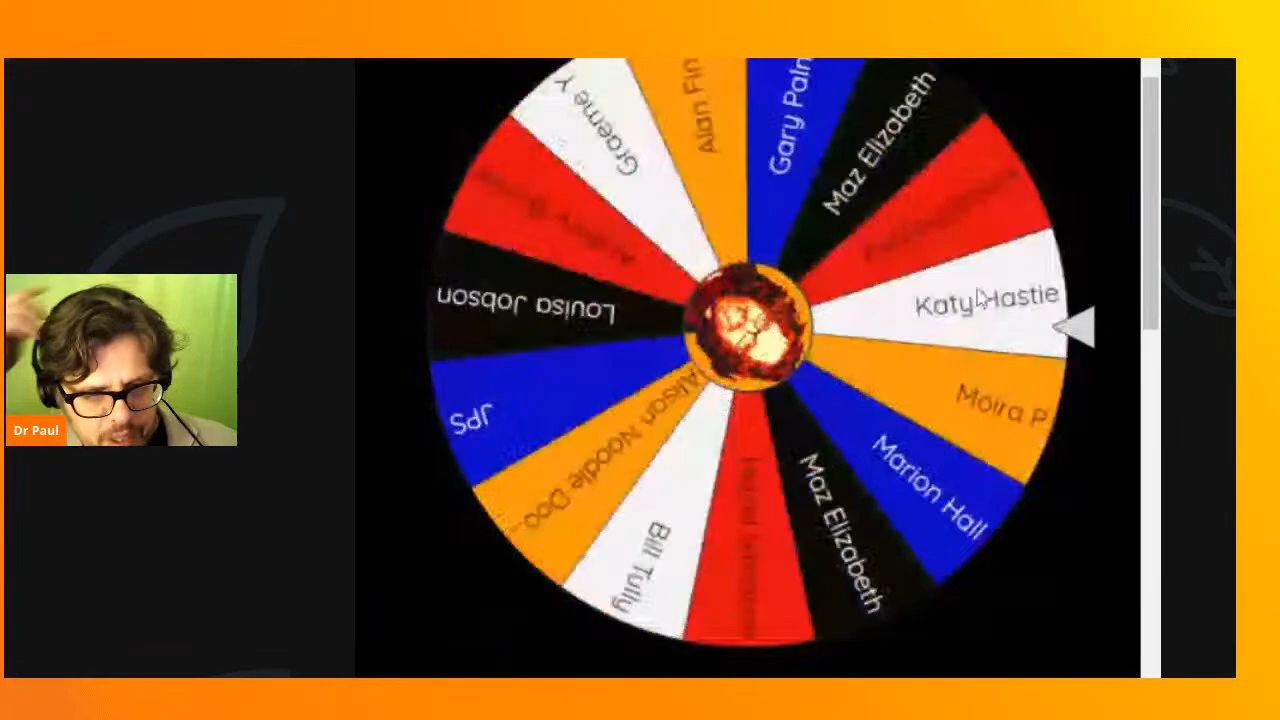 Graeme Y
Alan Fin
Gary Palm
Maz Elizabeth
Katy Hastie
Moira P
Marion Hall
Maz Elizabeth
Bill Tully
Alison Noodle Doo
JPS
Louisa Jobson
Dr Paul